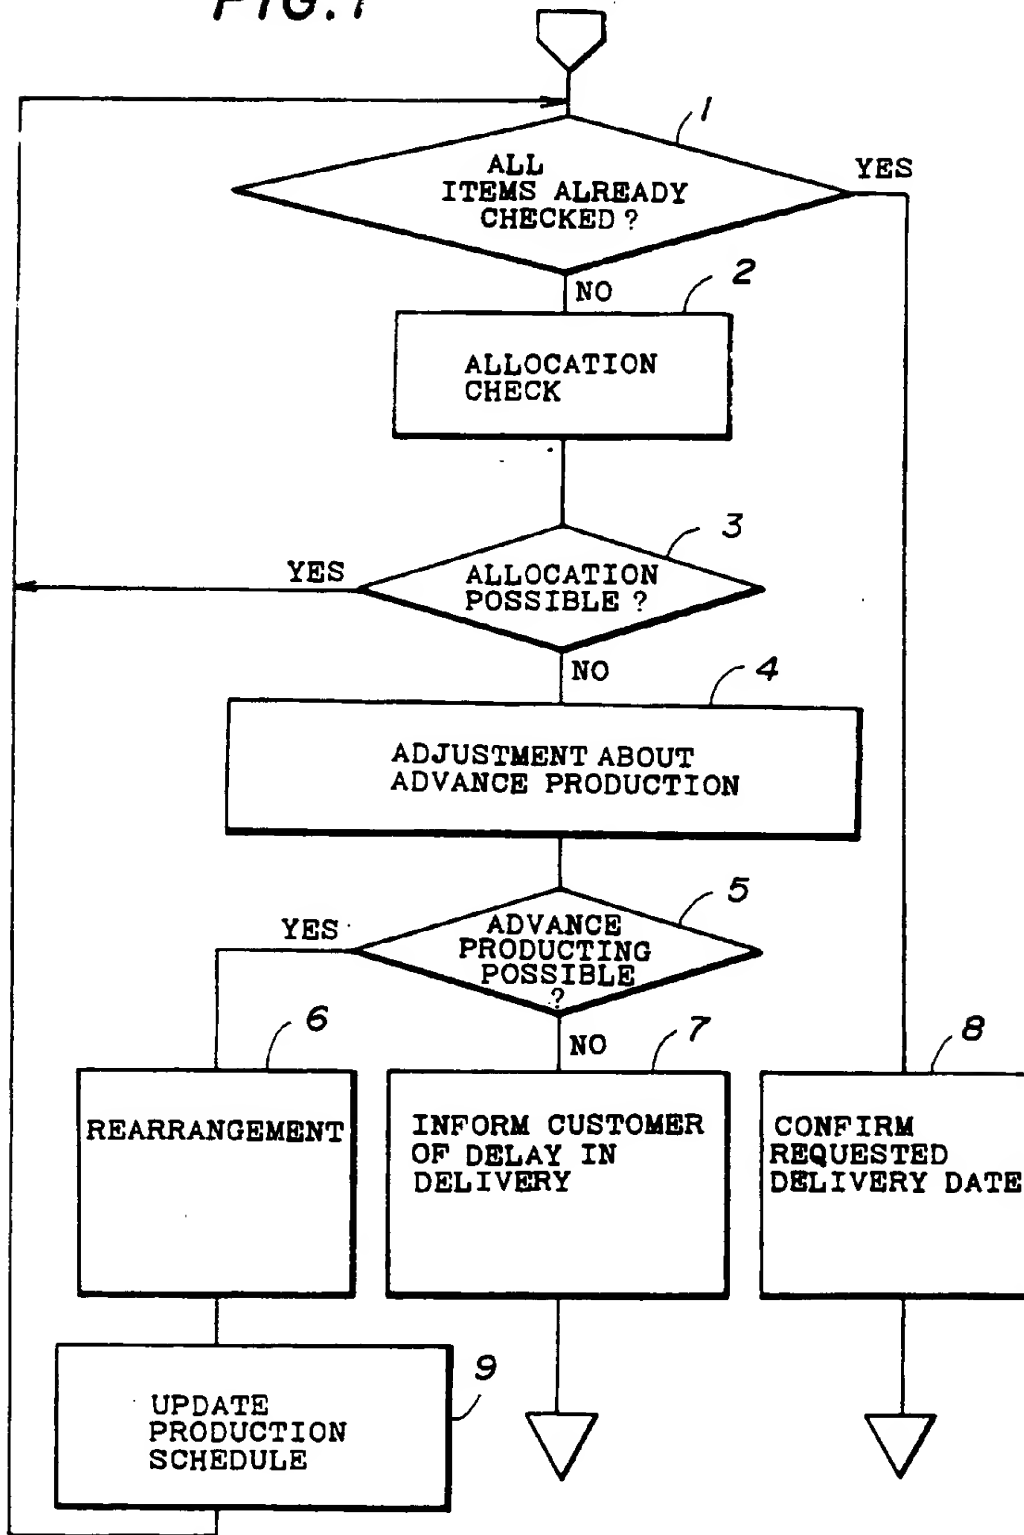 FIG.1
1
ALL
ITEMS ALREADY
CHECKED ?
YES
NO
2
ALLOCATION
CHECK
3
YES
ALLOCATION
POSSIBLE ?
NO
4
ADJUSTMENT ABOUT
ADVANCE PRODUCTION
5
YES
ADVANCE
PRODUCTING
POSSIBLE
?
NO
6
REARRANGEMENT
7
INFORM CUSTOMER
OF DELAY IN
DELIVERY
8
CONFIRM
REQUESTED
DELIVERY DATE
9
UPDATE
PRODUCTION
SCHEDULE